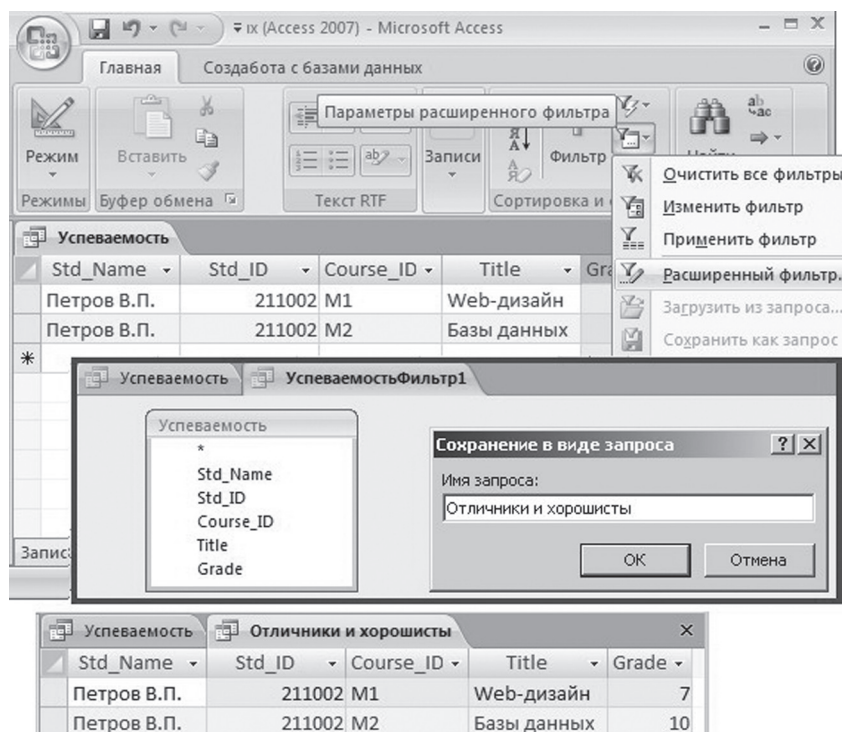 ıx (Access 2007) - Microsoft Access
Главная Создабота с базами данных
Параметры расширенного фильтра
Режим Вставить Записи Фильтр
Режимы Буфер обмена Текст RTF Сортировка и
Очистить все фильтры
Изменить фильтр
Применить фильтр
Расширенный фильтр...
Загрузить из запроса...
Сохранить как запрос
Успеваемость
Std_Name Std_ID Course_ID Title
Петров В.П. 211002 M1 Web-дизайн
Петров В.П. 211002 M2 Базы данных
*
Успеваемость УспеваемостьФильтр1
Успеваемость
*
Std_Name
Std_ID
Course_ID
Title
Grade
Сохранение в виде запроса
Имя запроса:
Отличники и хорошисты
OK Отмена
Успеваемость Отличники и хорошисты
Std_Name Std_ID Course_ID Title Grade
Петров В.П. 211002 M1 Web-дизайн 7
Петров В.П. 211002 M2 Базы данных 10